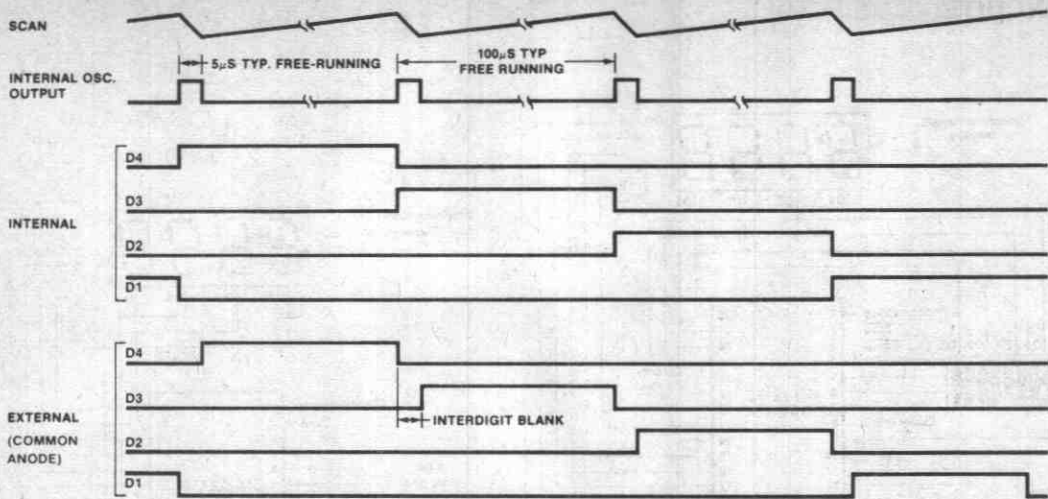 SCAN
5µS TYP. FREE-RUNNING
100µS TYP
FREE RUNNING
INTERNAL OSC.
OUTPUT
INTERNAL
D4
D3
D2
D1
EXTERNAL
(COMMON
ANODE)
D4
D3
INTERDIGIT BLANK
D2
D1